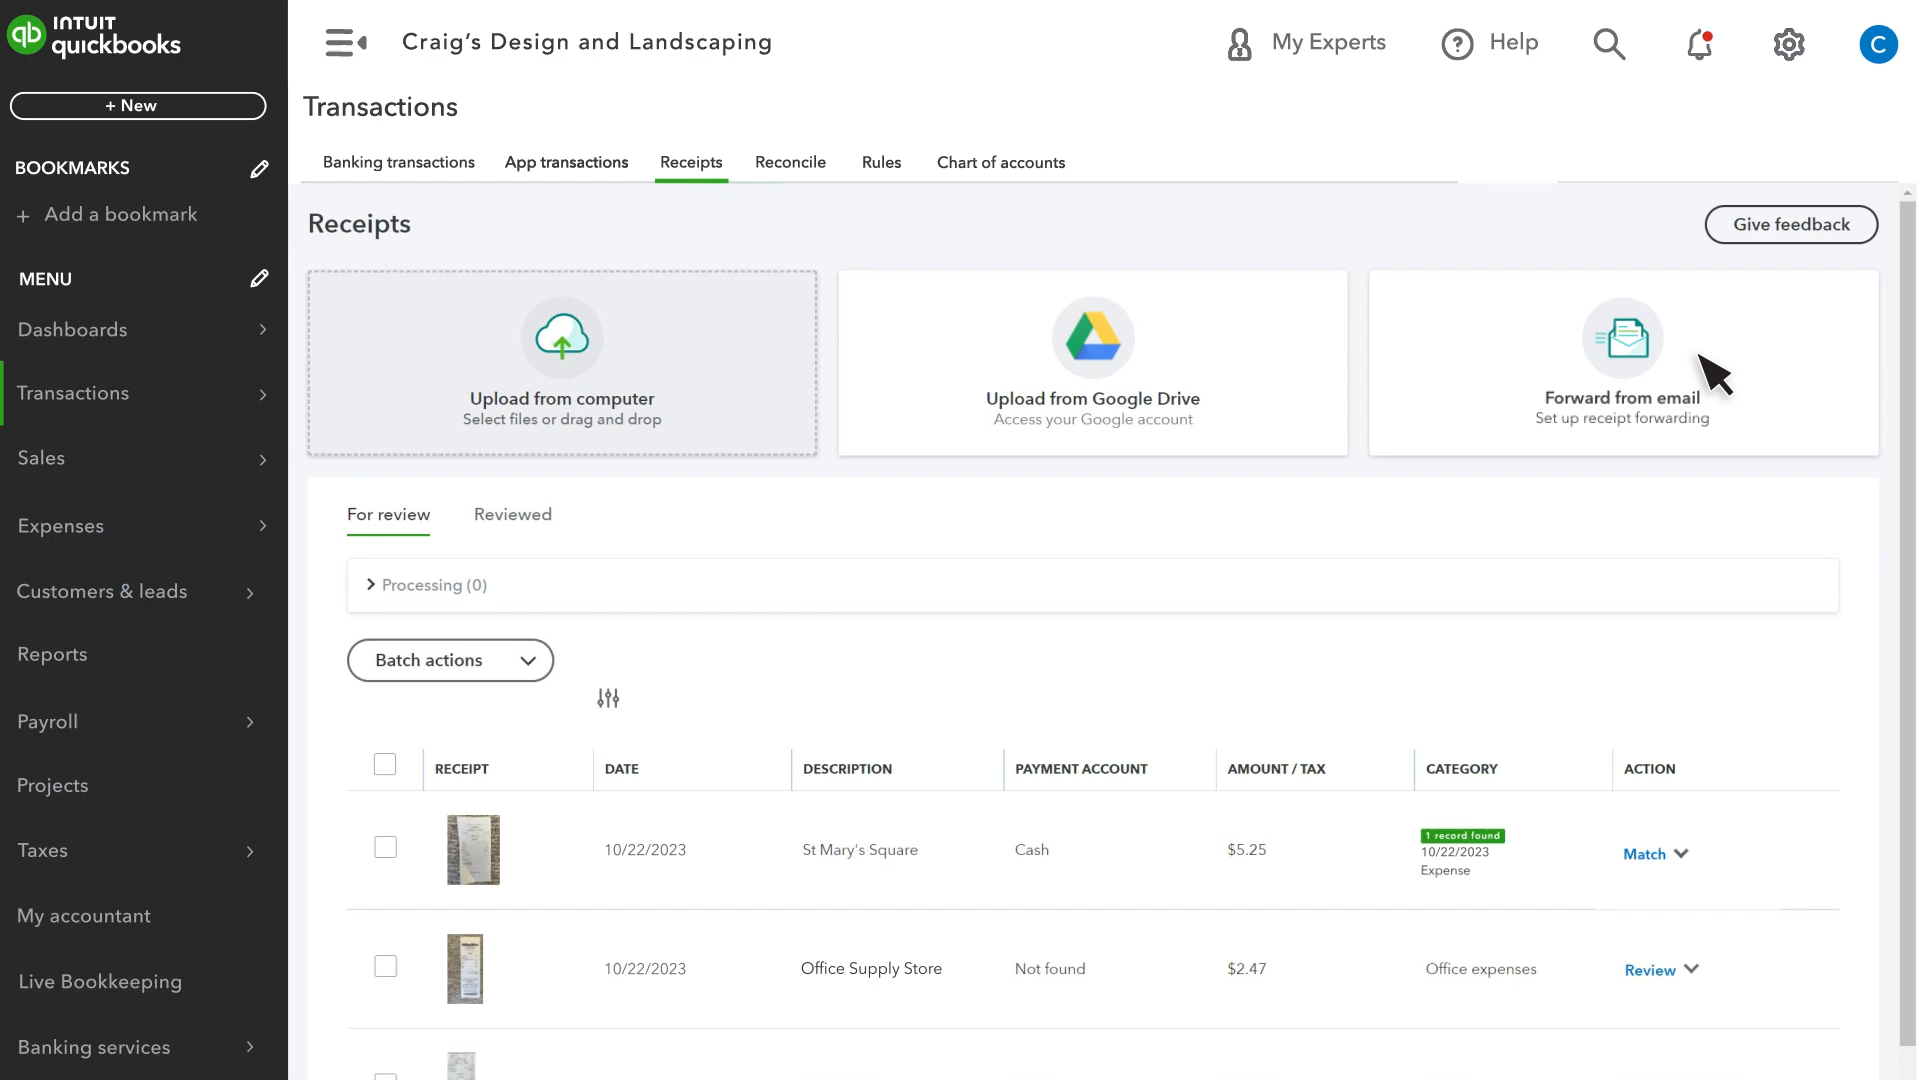 INTUIT
qb quickbooks
+ New
BOOKMARKS
+ Add a bookmark
MENU
Dashboards
Transactions
Sales
Expenses
Customers & leads
Reports
Payroll
Projects
Taxes
My accountant
Live Bookkeeping
Banking services
Craig's Design and Landscaping
My Experts
? Help
C
Transactions
Banking transactions App transactions Receipts Reconcile Rules Chart of accounts
Receipts
Give feedback
Upload from computer
Select files or drag and drop
Upload from Google Drive
Access your Google account
Forward from email
Set up receipt forwarding
For review Reviewed
Processing (0)
Batch actions
RECEIPT DATE DESCRIPTION PAYMENT ACCOUNT AMOUNT / TAX CATEGORY ACTION
10/22/2023 St Mary's Square Cash $5.25
1 record found
10/22/2023
Expense
Match
10/22/2023 Office Supply Store Not found $2.47 Office expenses Review